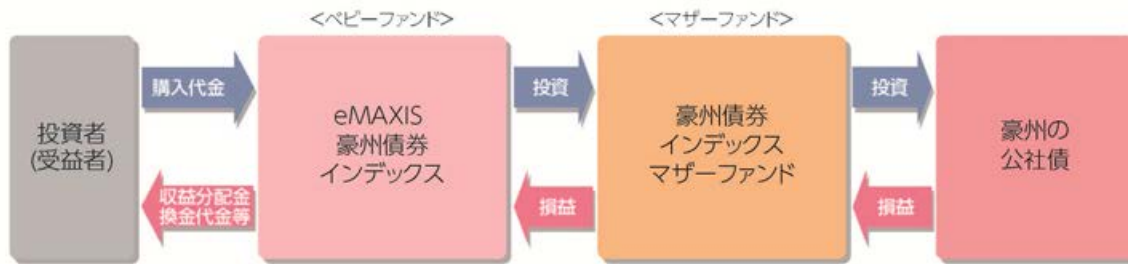 <ベビーファンド>
<マザーファンド>
投資者
(受益者)
購入代金
収益分配金
換金代金等
eMAXIS
豪州債券
インデックス
投資
損益
豪州債券
インデックス
マザーファンド
投資
損益
豪州の
公社債